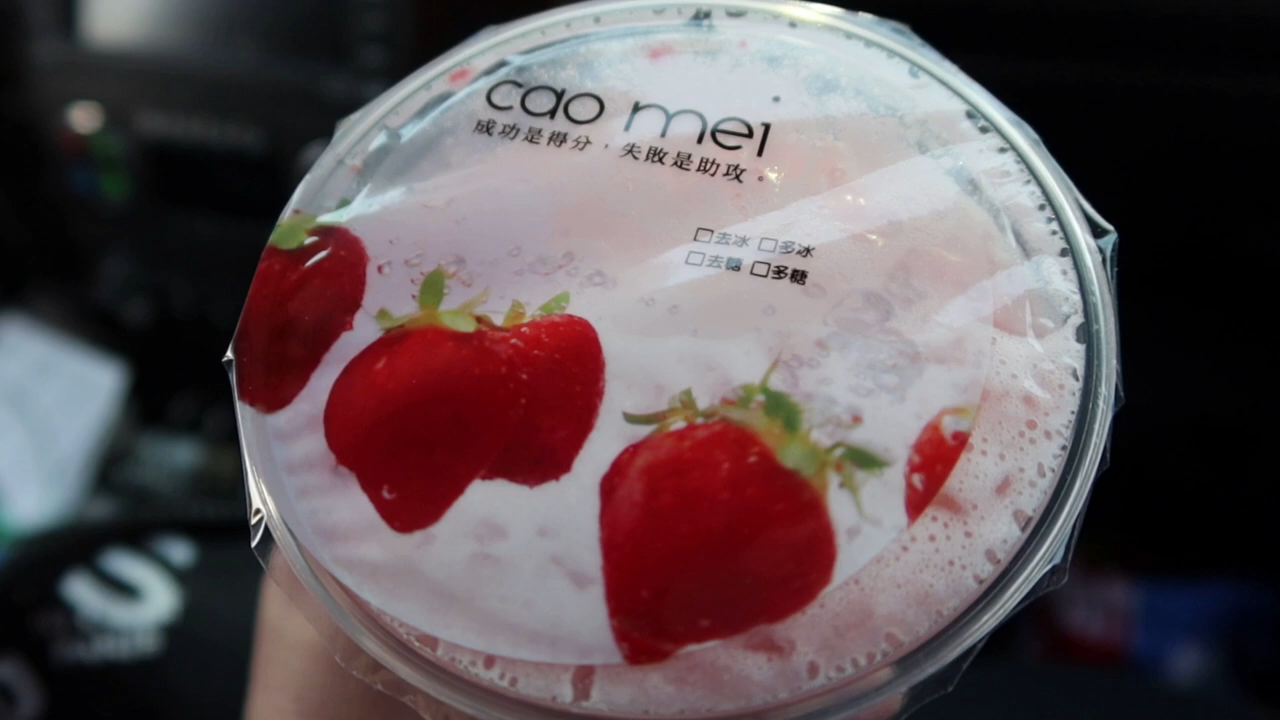 cao mei
成功是得分，失敗是助攻。
□去冰 □多冰
□去糖 □多糖